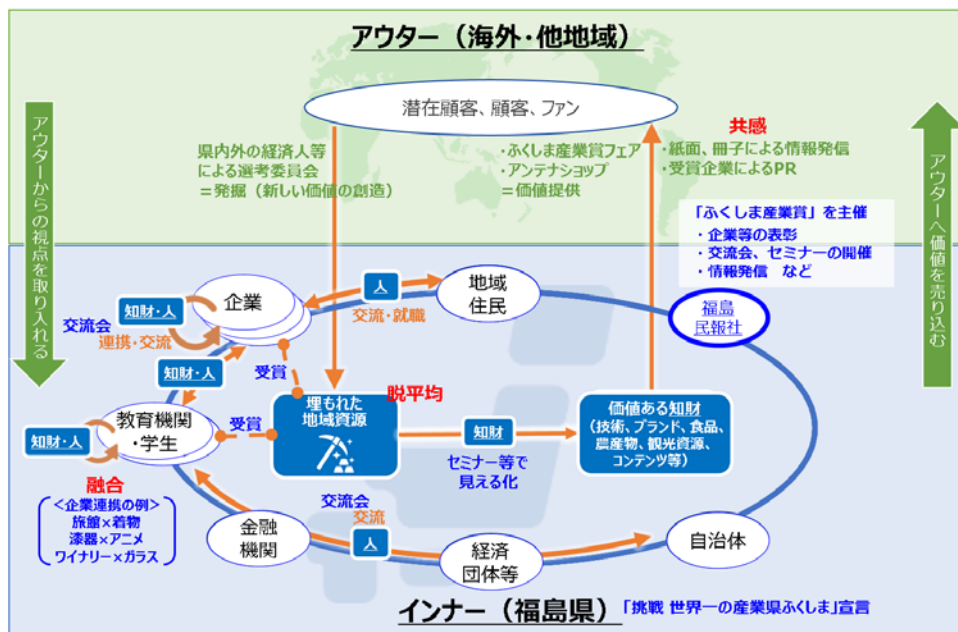 アウター（海外・他地域）
潜在顧客、顧客、ファン
アウターからの視点を取り入れる
県内外の経済人等
による選考委員会
＝発掘（新しい価値の創造）
・ふくしま産業賞フェア
・アンテナショップ
＝価値提供
共感
・紙面、冊子による情報発信
・受賞企業によるPR
アウターへ価値を売り込む
「ふくしま産業賞」を主催
・企業等の表彰
・交流会、セミナーの開催
・情報発信　など
企業
人
交流・就職
地域
住民
福島
民報社
知財・人
交流会
連携・交流
知財・人
受賞
脱平均
埋もれた
地域資源
知財
セミナー等で
見える化
価値ある知財
（技術、ブランド、食品、
農産物、観光資源、
コンテンツ等）
教育機関
・学生
受賞
知財・人
融合
＜企業連携の例＞
旅館×着物
漆器×アニメ
ワイナリー×ガラス
金融
機関
交流会
交流
人
経済
団体等
自治体
インナー（福島県）
「挑戦 世界一の産業県ふくしま」宣言